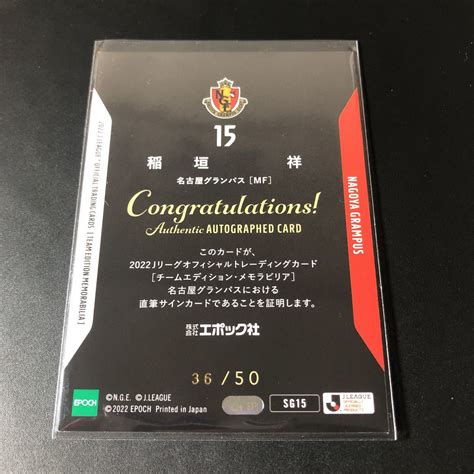 15
稲垣 祥
名古屋グランパス [MF]
Congratulations!
Authentic AUTOGRAPHED CARD
このカードが、
2022Jリーグオフィシャルトレーディングカード
[チームエディション・メモラビリア]
名古屋グランパスにおける
直筆サインカードであることを証明します。
株式会社 エポック社
36 / 50
EPOCH
©N.G.E. ©J.LEAGUE
©2022 EPOCH Printed in Japan
SG15
J.LEAGUE
NAGOYA GRAMPUS
2022 J.LEAGUE OFFICIAL TRADING CARDS [TEAM EDITION MEMORABILIA]